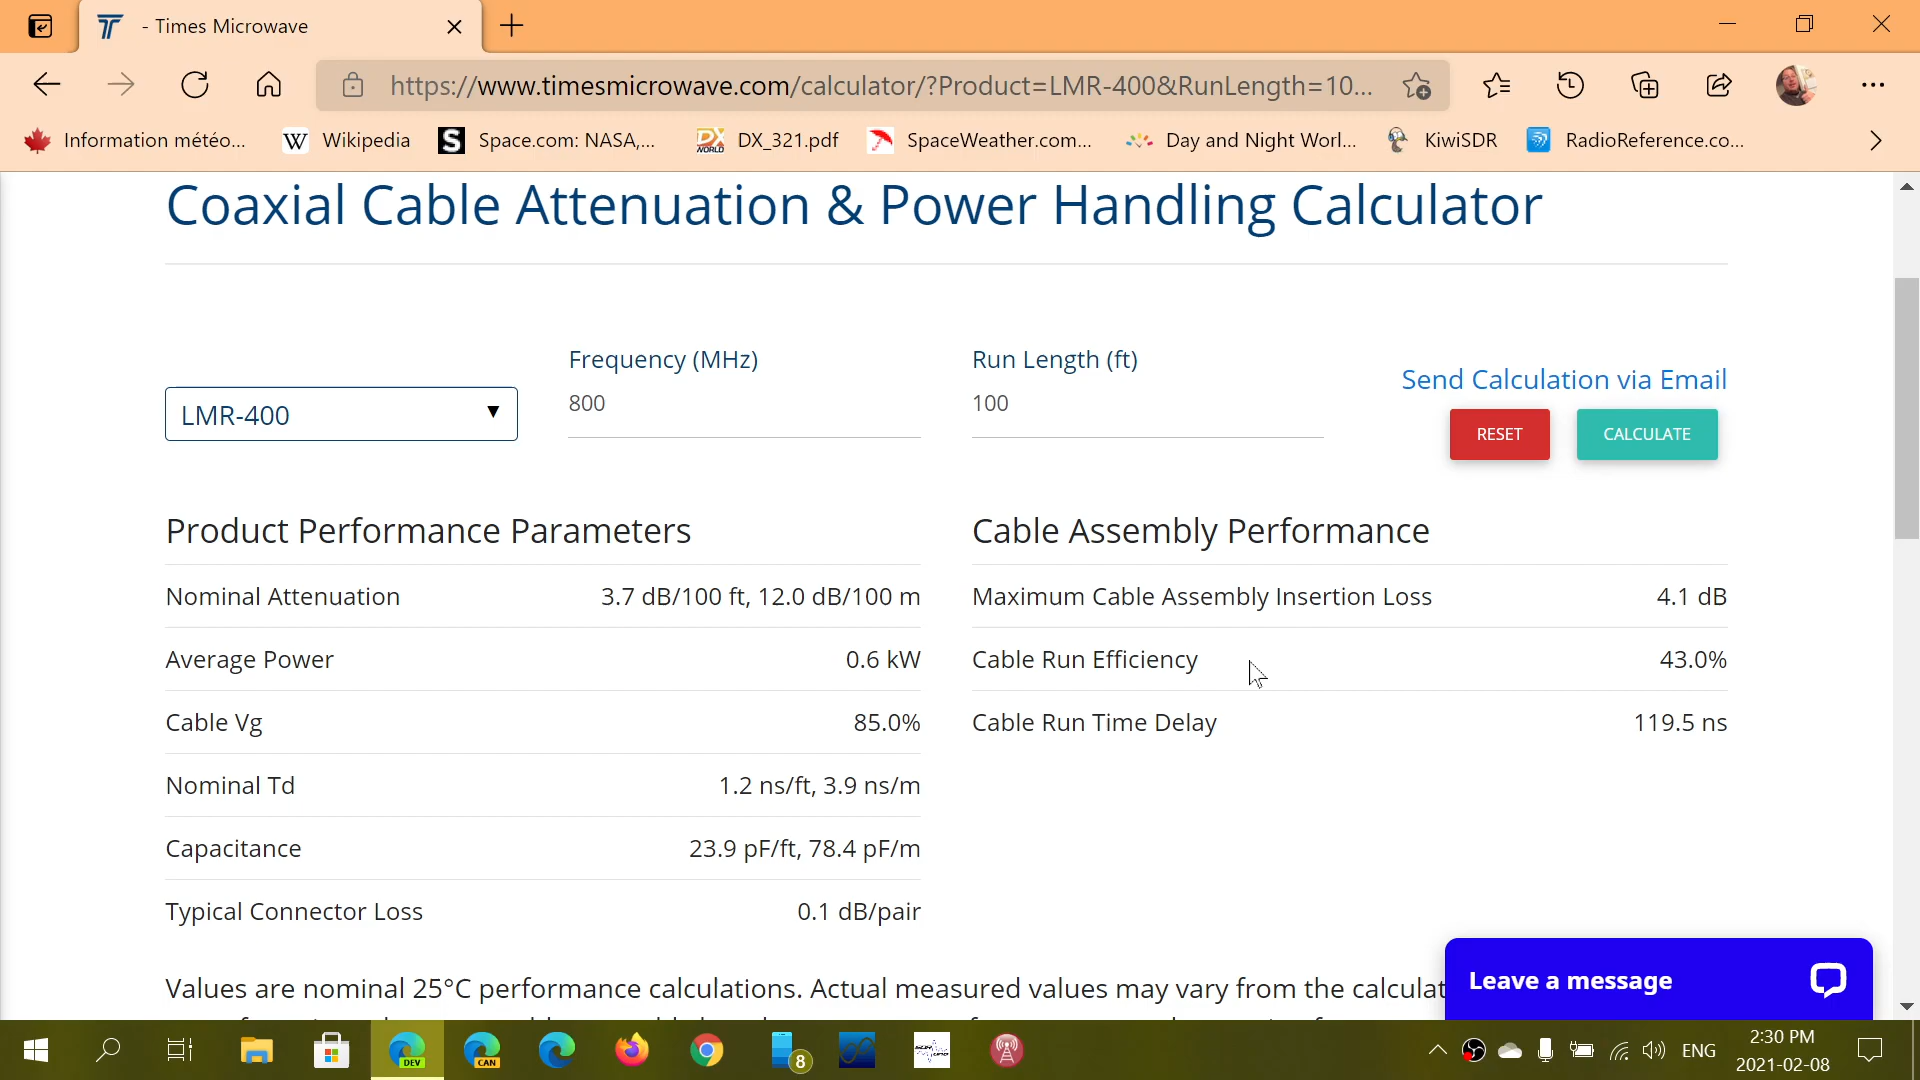 - Times Microwave
https://www.timesmicrowave.com/calculator/?Product=LMR-400&RunLength=10...
Information météo...
W Wikipedia
S Space.com: NASA,...
DX WORLD DX_321.pdf
SpaceWeather.com...
Day and Night Worl...
KiwiSDR
RadioReference.co...
Coaxial Cable Attenuation & Power Handling Calculator
LMR-400
Frequency (MHz)
800
Run Length (ft)
100
Send Calculation via Email
RESET
CALCULATE
Product Performance Parameters
Nominal Attenuation 3.7 dB/100 ft, 12.0 dB/100 m
Average Power 0.6 kW
Cable Vg 85.0%
Nominal Td 1.2 ns/ft, 3.9 ns/m
Capacitance 23.9 pF/ft, 78.4 pF/m
Typical Connector Loss 0.1 dB/pair
Cable Assembly Performance
Maximum Cable Assembly Insertion Loss 4.1 dB
Cable Run Efficiency 43.0%
Cable Run Time Delay 119.5 ns
Values are nominal 25°C performance calculations. Actual measured values may vary from the calculat
Leave a message
DEV
CAN
8
ENG
2:30 PM
2021-02-08